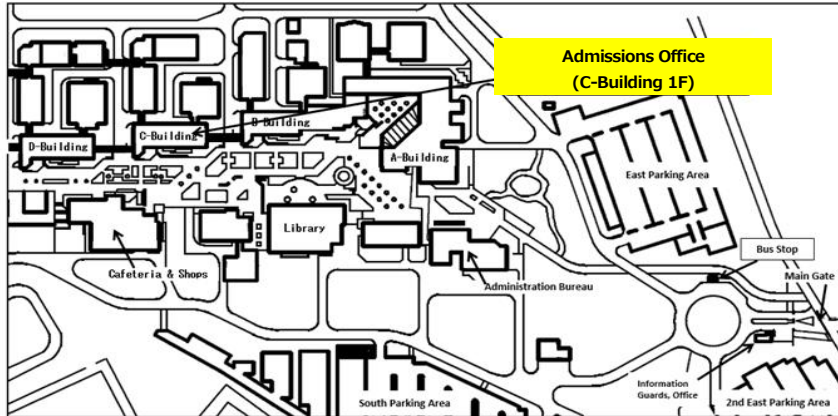 Admissions Office
(C-Building 1F)
B-Building
C-Building
D-Building
A-Building
East Parking Area
Library
Bus Stop
Cafeteria & Shops
Main Gate
Administration Bureau
Information
Guards, Office
South Parking Area
2nd East Parking Area